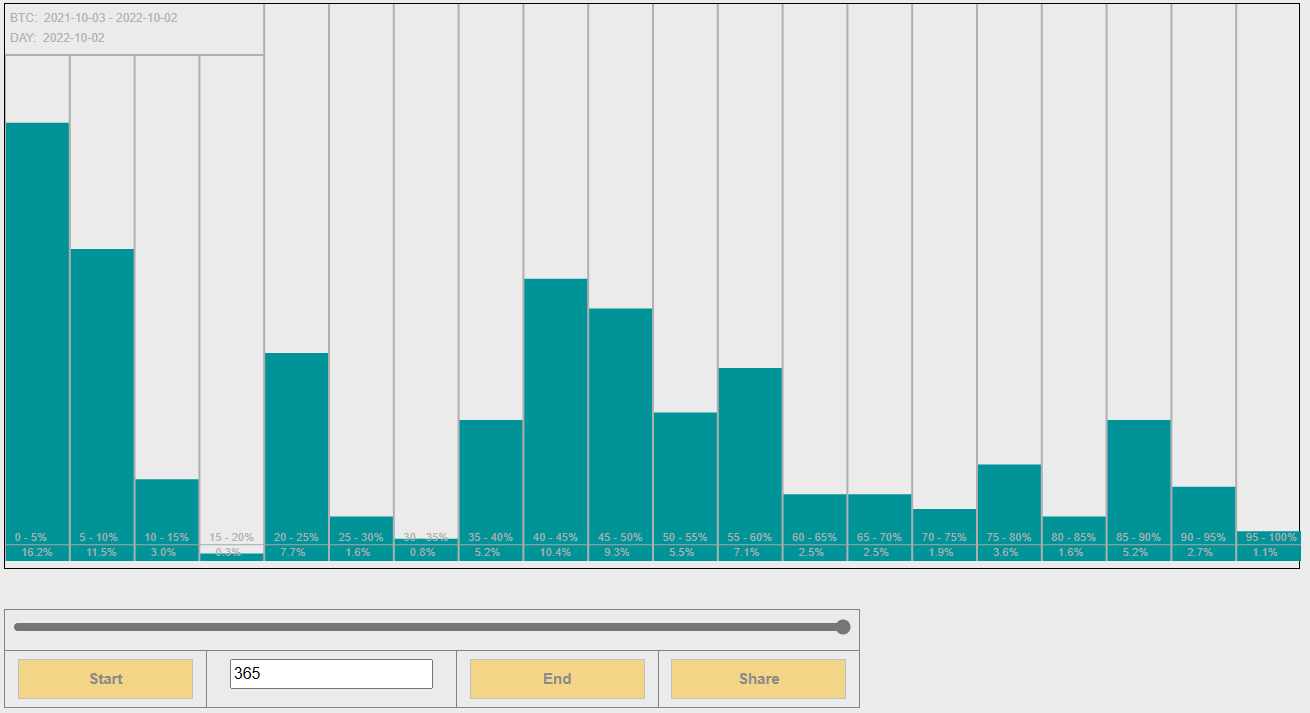 BTC: 2021-10-03 - 2022-10-02
DAY: 2022-10-02
0 - 5% 5 - 10% 10 - 15% 15 - 20% 20 - 25% 25 - 30% 30 - 35% 35 - 40% 40 - 45% 45 - 50% 50 - 55% 55 - 60% 60 - 65% 65 - 70% 70 - 75% 75 - 80% 80 - 85% 85 - 90% 90 - 95% 95 - 100%
16.2% 11.5% 3.0% 0.3% 7.7% 1.6% 0.8% 5.2% 10.4% 9.3% 5.5% 7.1% 2.5% 2.5% 1.9% 3.6% 1.6% 5.2% 2.7% 1.1%
Start 365 End Share